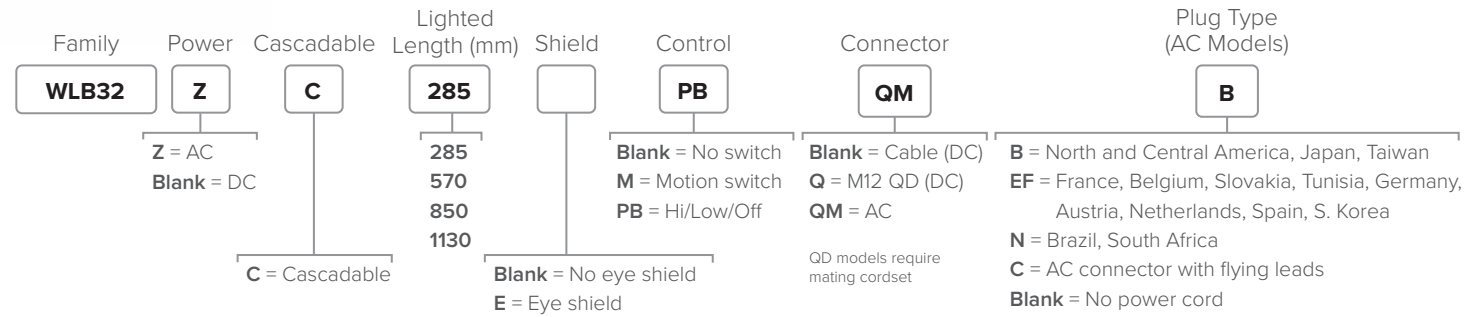 Family Power Cascadable Lighted Length (mm) Shield Control Connector Plug Type (AC Models)
WLB32 Z C 285 PB QM B
Z = AC
Blank = DC
C = Cascadable
285
570
850
1130
Blank = No eye shield
E = Eye shield
Blank = No switch
M = Motion switch
PB = Hi/Low/Off
Blank = Cable (DC)
Q = M12 QD (DC)
QM = AC
QD models require
mating cordset
B = North and Central America, Japan, Taiwan
EF = France, Belgium, Slovakia, Tunisia, Germany,
Austria, Netherlands, Spain, S. Korea
N = Brazil, South Africa
C = AC connector with flying leads
Blank = No power cord